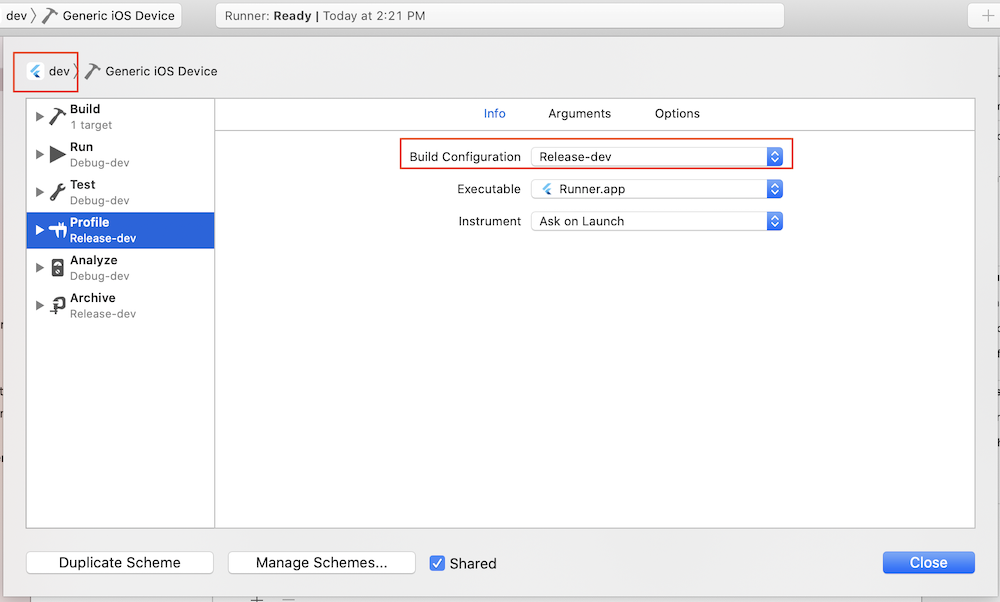 dev Generic iOS Device
Runner: Ready | Today at 2:21 PM
dev Generic iOS Device
Build
1 target
Run
Debug-dev
Test
Debug-dev
Profile
Release-dev
Analyze
Debug-dev
Archive
Release-dev
Info Arguments Options
Build Configuration Release-dev
Executable Runner.app
Instrument Ask on Launch
Duplicate Scheme Manage Schemes... Shared Close